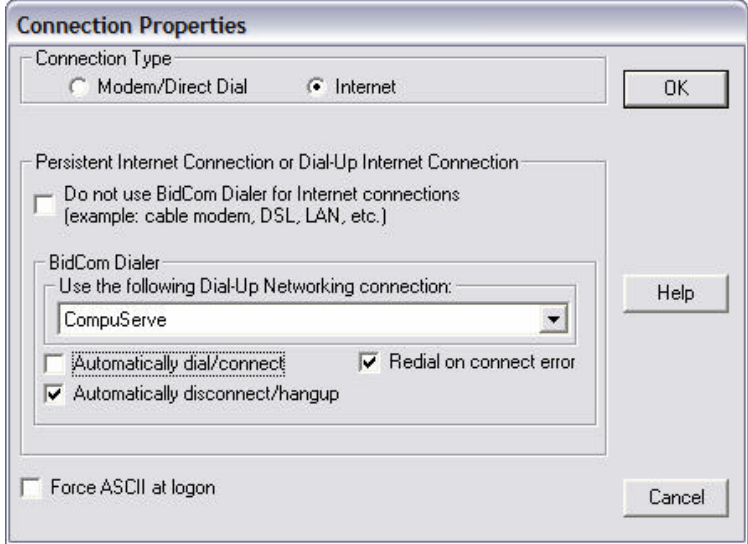 Connection Properties
Connection Type
Modem/Direct Dial
Internet
OK
Persistent Internet Connection or Dial-Up Internet Connection
Do not use BidCom Dialer for Internet connections
(example: cable modem, DSL, LAN, etc.)
BidCom Dialer
Use the following Dial-Up Networking connection:
CompuServe
Help
Automatically dial/connect
Redial on connect error
Automatically disconnect/hangup
Force ASCII at logon
Cancel